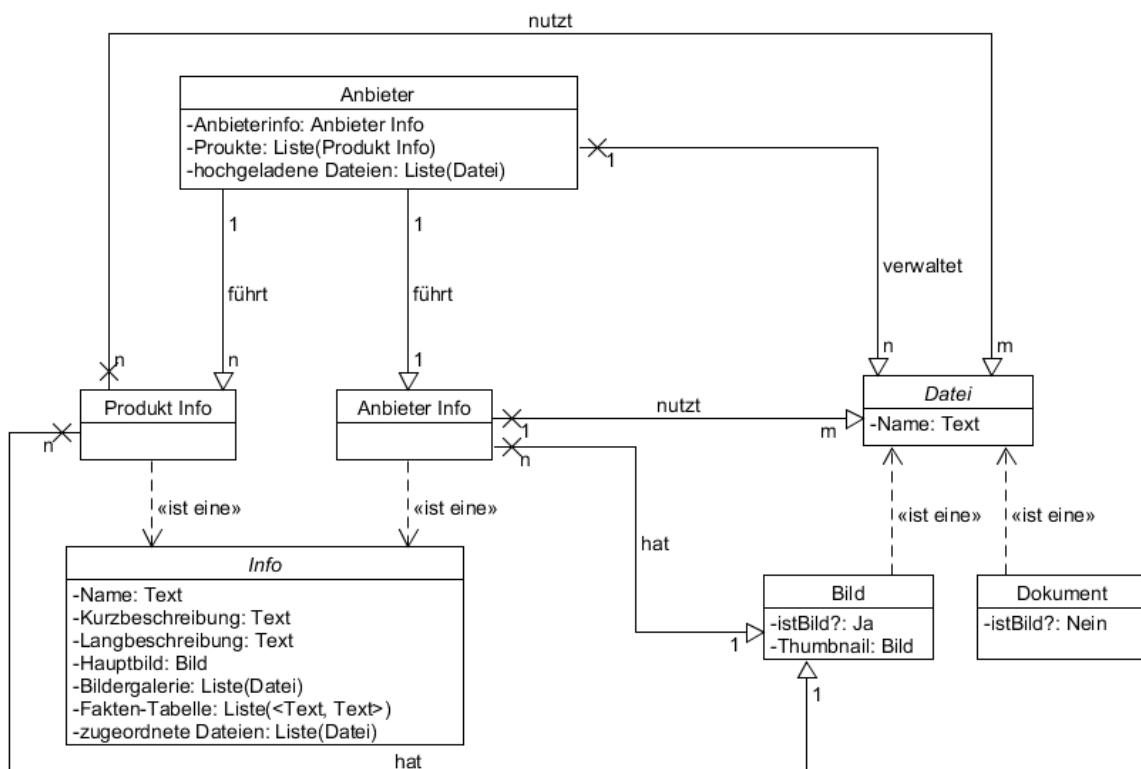 nutzt
Anbieter
-Anbieterinfo: Anbieter Info
-Proukte: Liste(Produkt Info)
-hochgeladene Dateien: Liste(Datei)
1
1
1
verwaltet
führt
führt
n
n
1
n
m
Produkt Info
n
Anbieter Info
nutzt
1
n
m
Datei
-Name: Text
«ist eine»
«ist eine»
«ist eine»
«ist eine»
hat
Info
-Name: Text
-Kurzbeschreibung: Text
-Langbeschreibung: Text
-Hauptbild: Bild
-Bildergalerie: Liste(Datei)
-Fakten-Tabelle: Liste(<Text, Text>)
-zugeordnete Dateien: Liste(Datei)
Bild
-istBild?: Ja
-Thumbnail: Bild
1
1
Dokument
-istBild?: Nein
hat